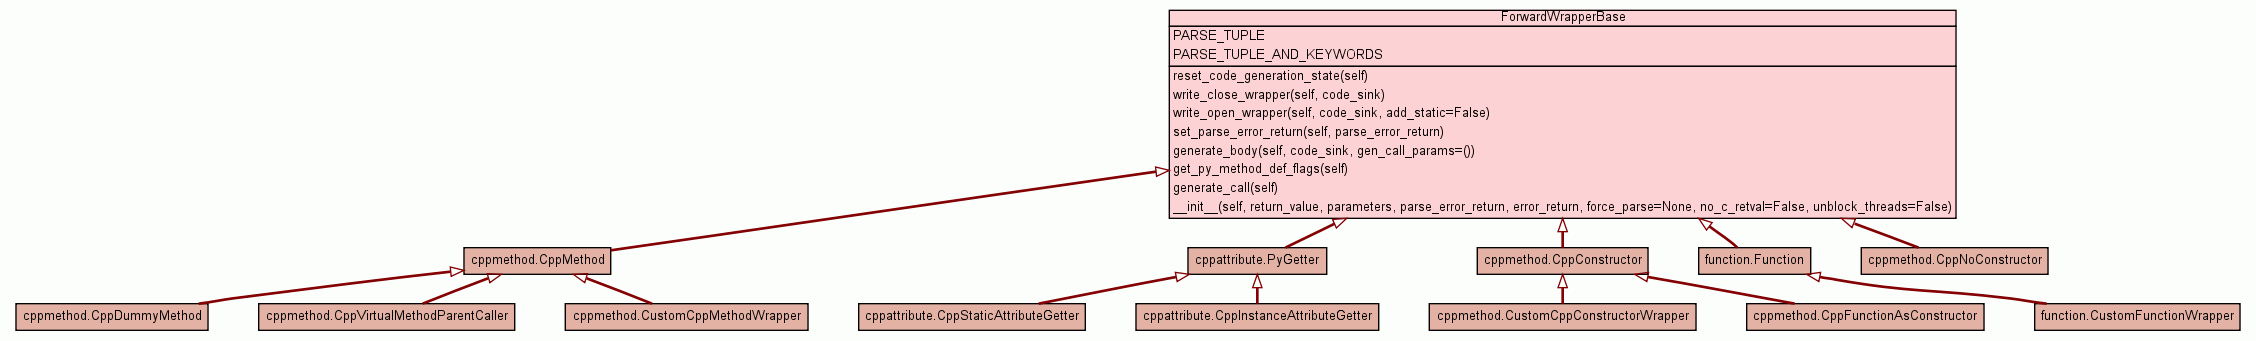 ForwardWrapperBase
PARSE_TUPLE
PARSE_TUPLE_AND_KEYWORDS
reset_code_generation_state(self)
write_close_wrapper(self, code_sink)
write_open_wrapper(self, code_sink, add_static=False)
set_parse_error_return(self, parse_error_return)
generate_body(self, code_sink, gen_call_params=())
get_py_method_def_flags(self)
generate_call(self)
__init__(self, return_value, parameters, parse_error_return, error_return, force_parse=None, no_c_retval=False, unblock_threads=False)
cppmethod.CppMethod
cppattribute.PyGetter
cppmethod.CppConstructor
function.Function
cppmethod.CppNoConstructor
cppmethod.CppDummyMethod
cppmethod.CppVirtualMethodParentCaller
cppmethod.CustomCppMethodWrapper
cppattribute.CppStaticAttributeGetter
cppattribute.CppInstanceAttributeGetter
cppmethod.CustomCppConstructorWrapper
cppmethod.CppFunctionAsConstructor
function.CustomFunctionWrapper